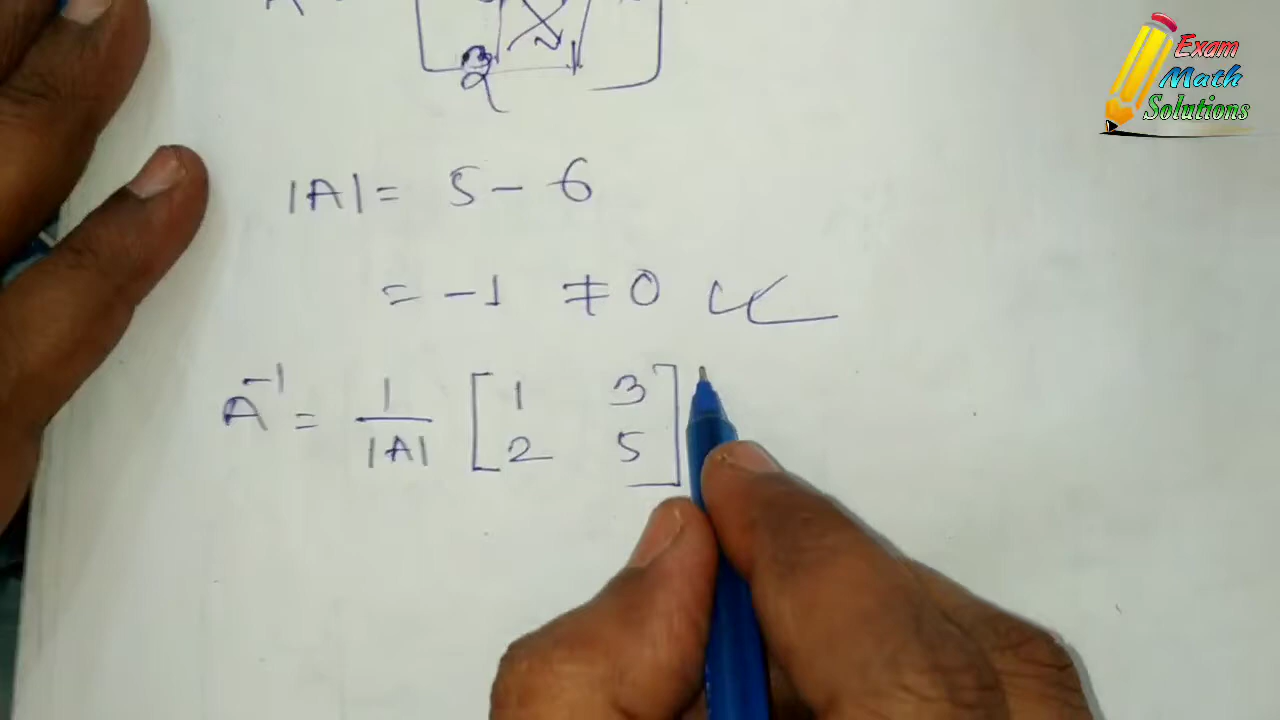 Exam
Math
Solutions
|A| = 5 - 6
= -1 ≠ 0
A⁻¹ = 1/|A| [1 3
2 5]